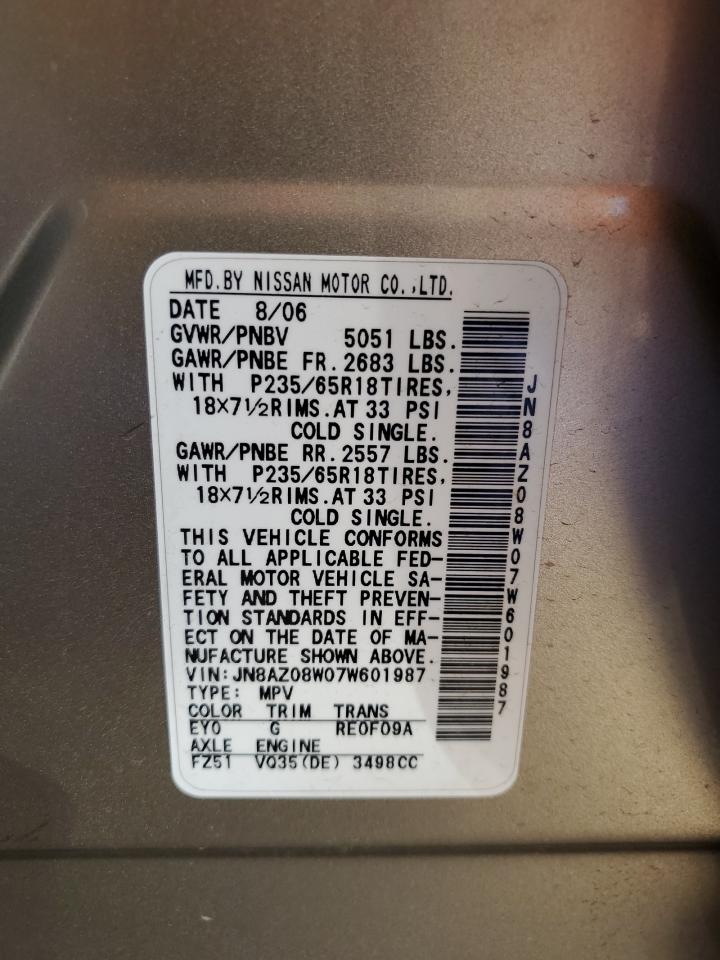 MFD.BY NISSAN MOTOR CO.,LTD.
DATE 8/06
GVWR/PNBV 5051 LBS.
GAWR/PNBE FR.2683 LBS.
WITH P235/65R18TIRES,
18×7½RIMS.AT 33 PSI
COLD SINGLE.
GAWR/PNBE RR.2557 LBS.
WITH P235/65R18TIRES,
18×7½RIMS.AT 33 PSI
COLD SINGLE.
THIS VEHICLE CONFORMS
TO ALL APPLICABLE FED-
ERAL MOTOR VEHICLE SA-
FETY AND THEFT PREVEN-
TION STANDARDS IN EFF-
ECT ON THE DATE OF MA-
NUFACTURE SHOWN ABOVE.
VIN:JN8AZ08W07W601987
TYPE: MPV
COLOR TRIM TRANS
EY0 G RE0F09A
AXLE ENGINE
FZ51 VQ35(DE) 3498CC
JN8AZ08W07W601987